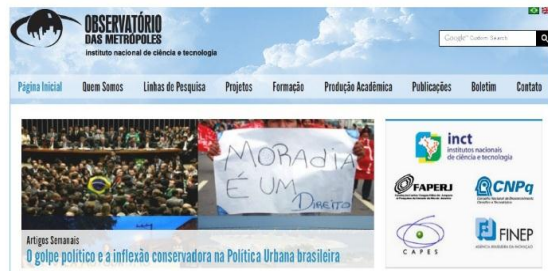 OBSERVATÓRIO
DAS METRÓPOLES
instituto nacional de ciência e tecnologia
Google Custom Search
Página Inicial
Quem Somos
Linhas de Pesquisa
Projetos
Formação
Produção Acadêmica
Publicações
Boletim
Contato
MORADIA
É UM
DIREITO
Artigos Semanais
O golpe político e a inflexão conservadora na Política Urbana brasileira
inct
institutos nacionais
de ciência e tecnologia
FAPERJ
CNPq
CAPES
FINEP